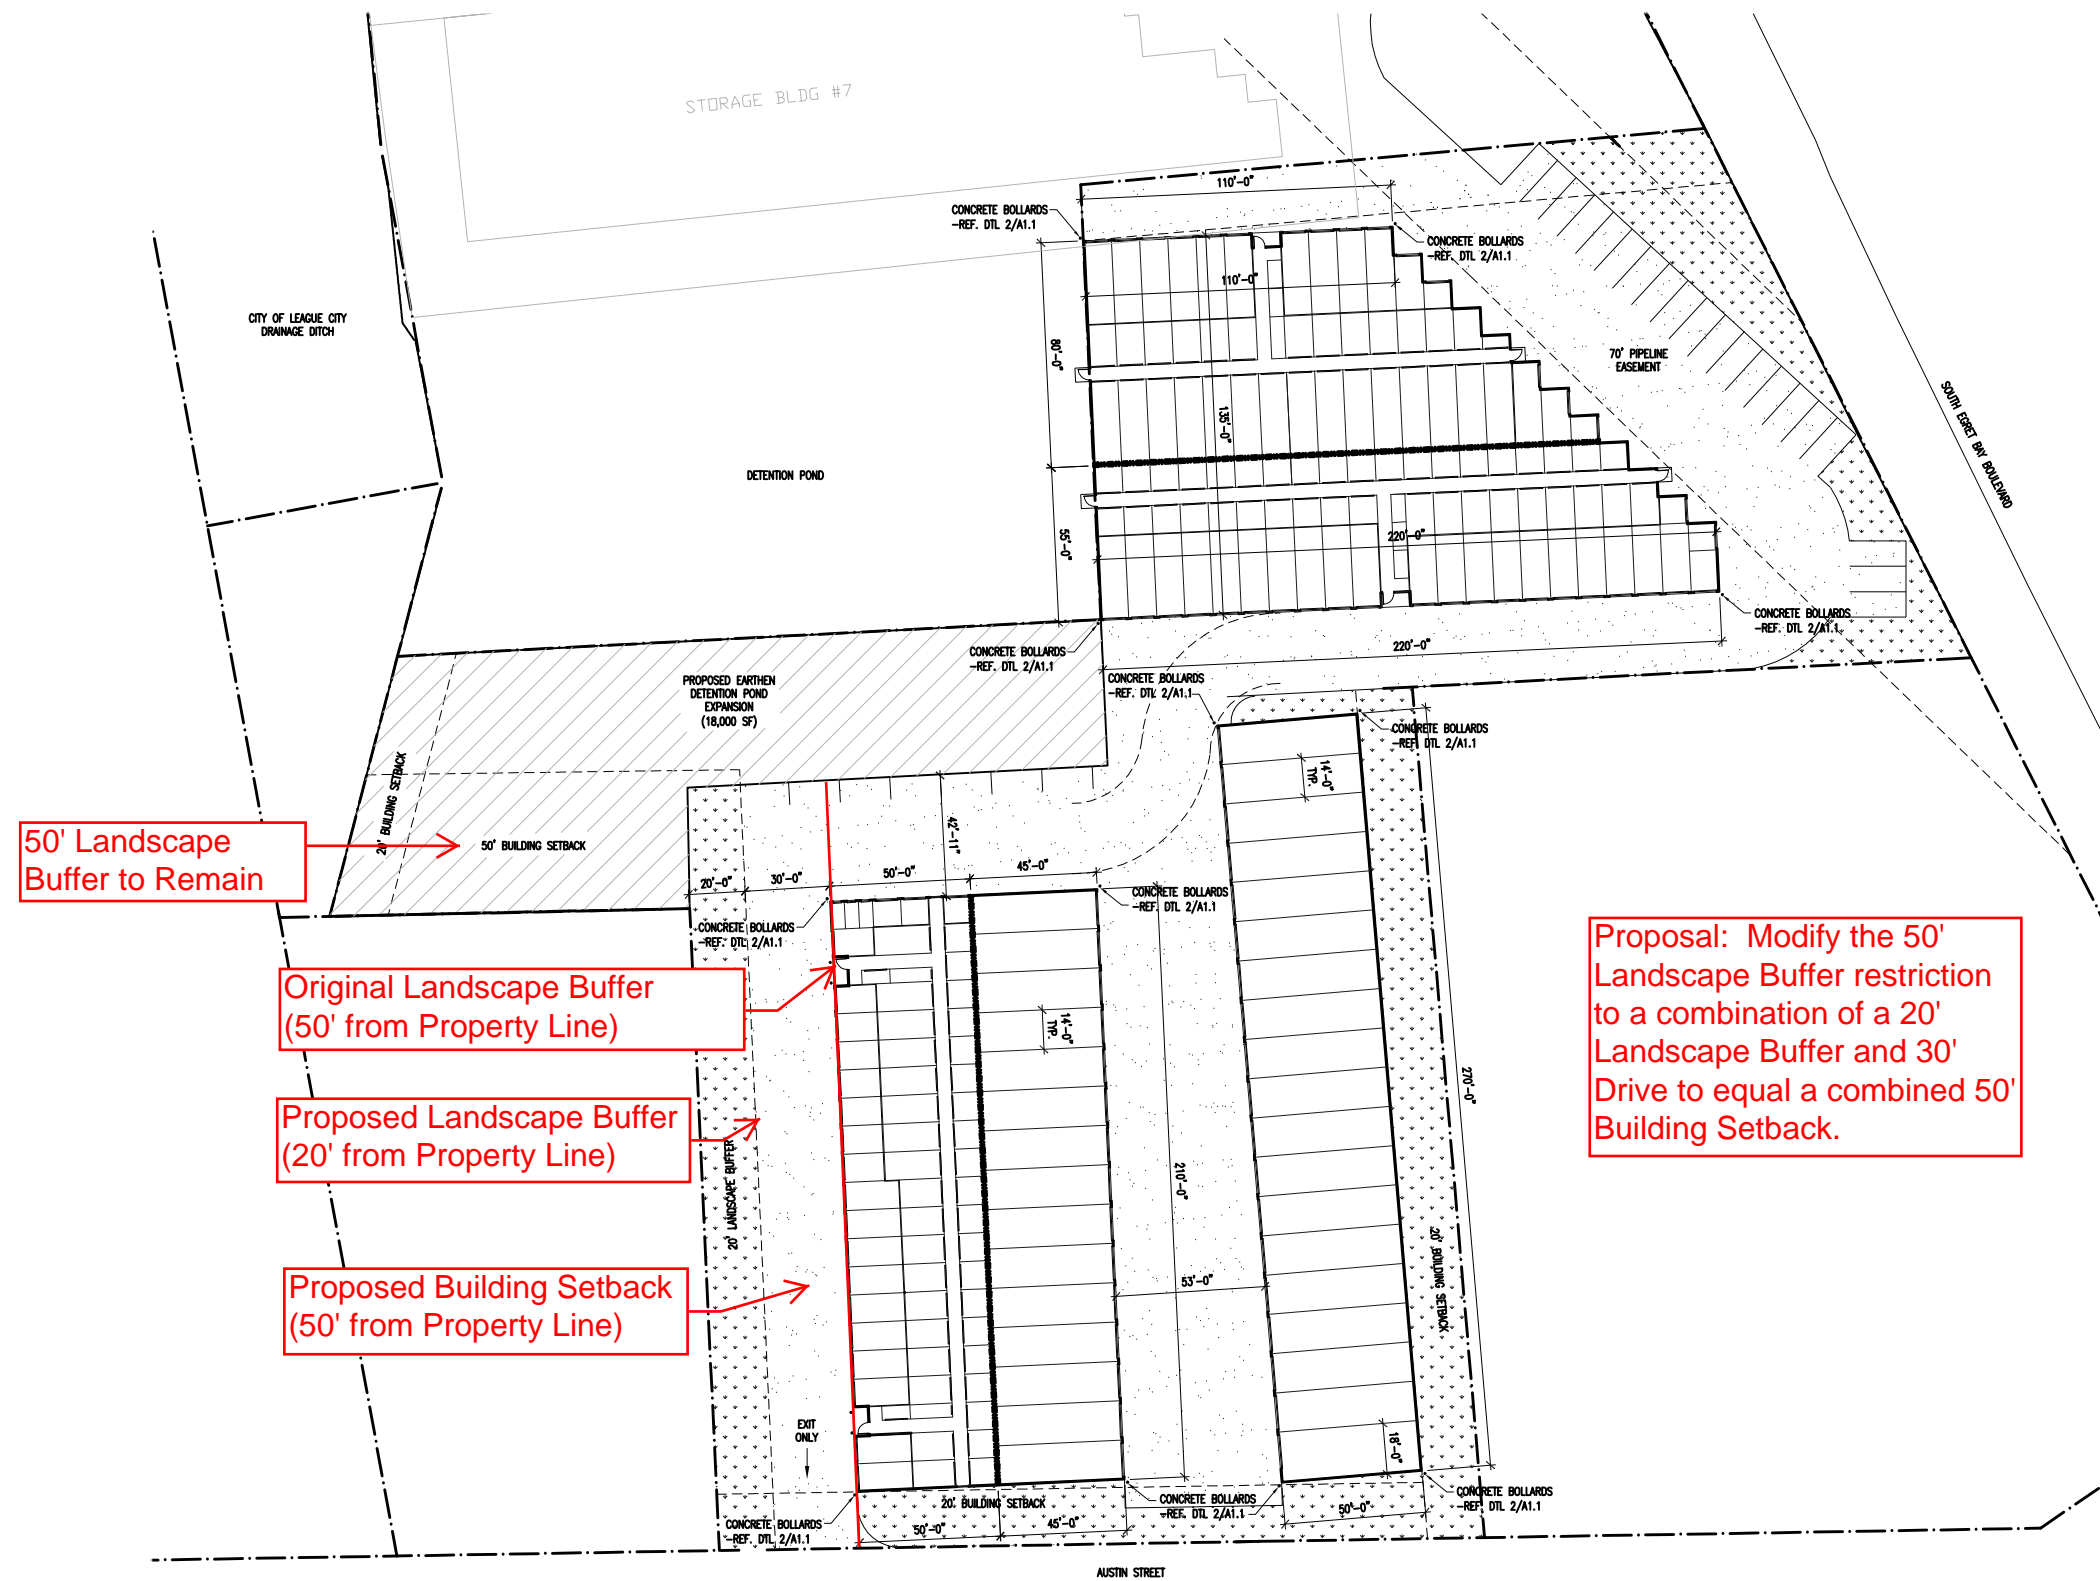 STORAGE BLDG #7
110'-0"
CONCRETE BOLLARDS
-REF. DTL 2/A1.1
CONCRETE BOLLARDS
-REF. DTL 2/A1.1
110'-0"
CITY OF LEAGUE CITY
DRAINAGE DITCH
80'-0"
70' PIPELINE
EASEMENT
135'-0"
SOUTH EGRET BAY BOULEVARD
DETENTION POND
55'-0"
220'-0"
CONCRETE BOLLARDS
-REF. DTL 2/A1.1
220'-0"
CONCRETE BOLLARDS
-REF. DTL 2/A1.1
CONCRETE BOLLARDS
-REF. DTL 2/A1.1
PROPOSED EARTHEN
DETENTION POND
EXPANSION
(18,000 SF)
CONCRETE BOLLARDS
-REF. DTL 2/A1.1
14'-0"
TYP.
20' BUILDING SETBACK
50' BUILDING SETBACK
50' Landscape
Buffer to Remain
42'-11"
20'-0"
30'-0"
50'-0"
45'-0"
CONCRETE BOLLARDS
-REF. DTL 2/A1.1
CONCRETE BOLLARDS
-REF. DTL 2/A1.1
Original Landscape Buffer
(50' from Property Line)
14'-0"
TYP.
Proposal: Modify the 50'
Landscape Buffer restriction
to a combination of a 20'
Landscape Buffer and 30'
Drive to equal a combined 50'
Building Setback.
270'-0"
Proposed Landscape Buffer
(20' from Property Line)
20' LANDSCAPE BUFFER
210'-0"
20' BUILDING SETBACK
53'-0"
Proposed Building Setback
(50' from Property Line)
EXIT
ONLY
18'-0"
20' BUILDING SETBACK
CONCRETE BOLLARDS
-REF. DTL 2/A1.1
CONCRETE BOLLARDS
-REF. DTL 2/A1.1
50'-0"
CONCRETE BOLLARDS
-REF. DTL 2/A1.1
50'-0"
45'-0"
AUSTIN STREET